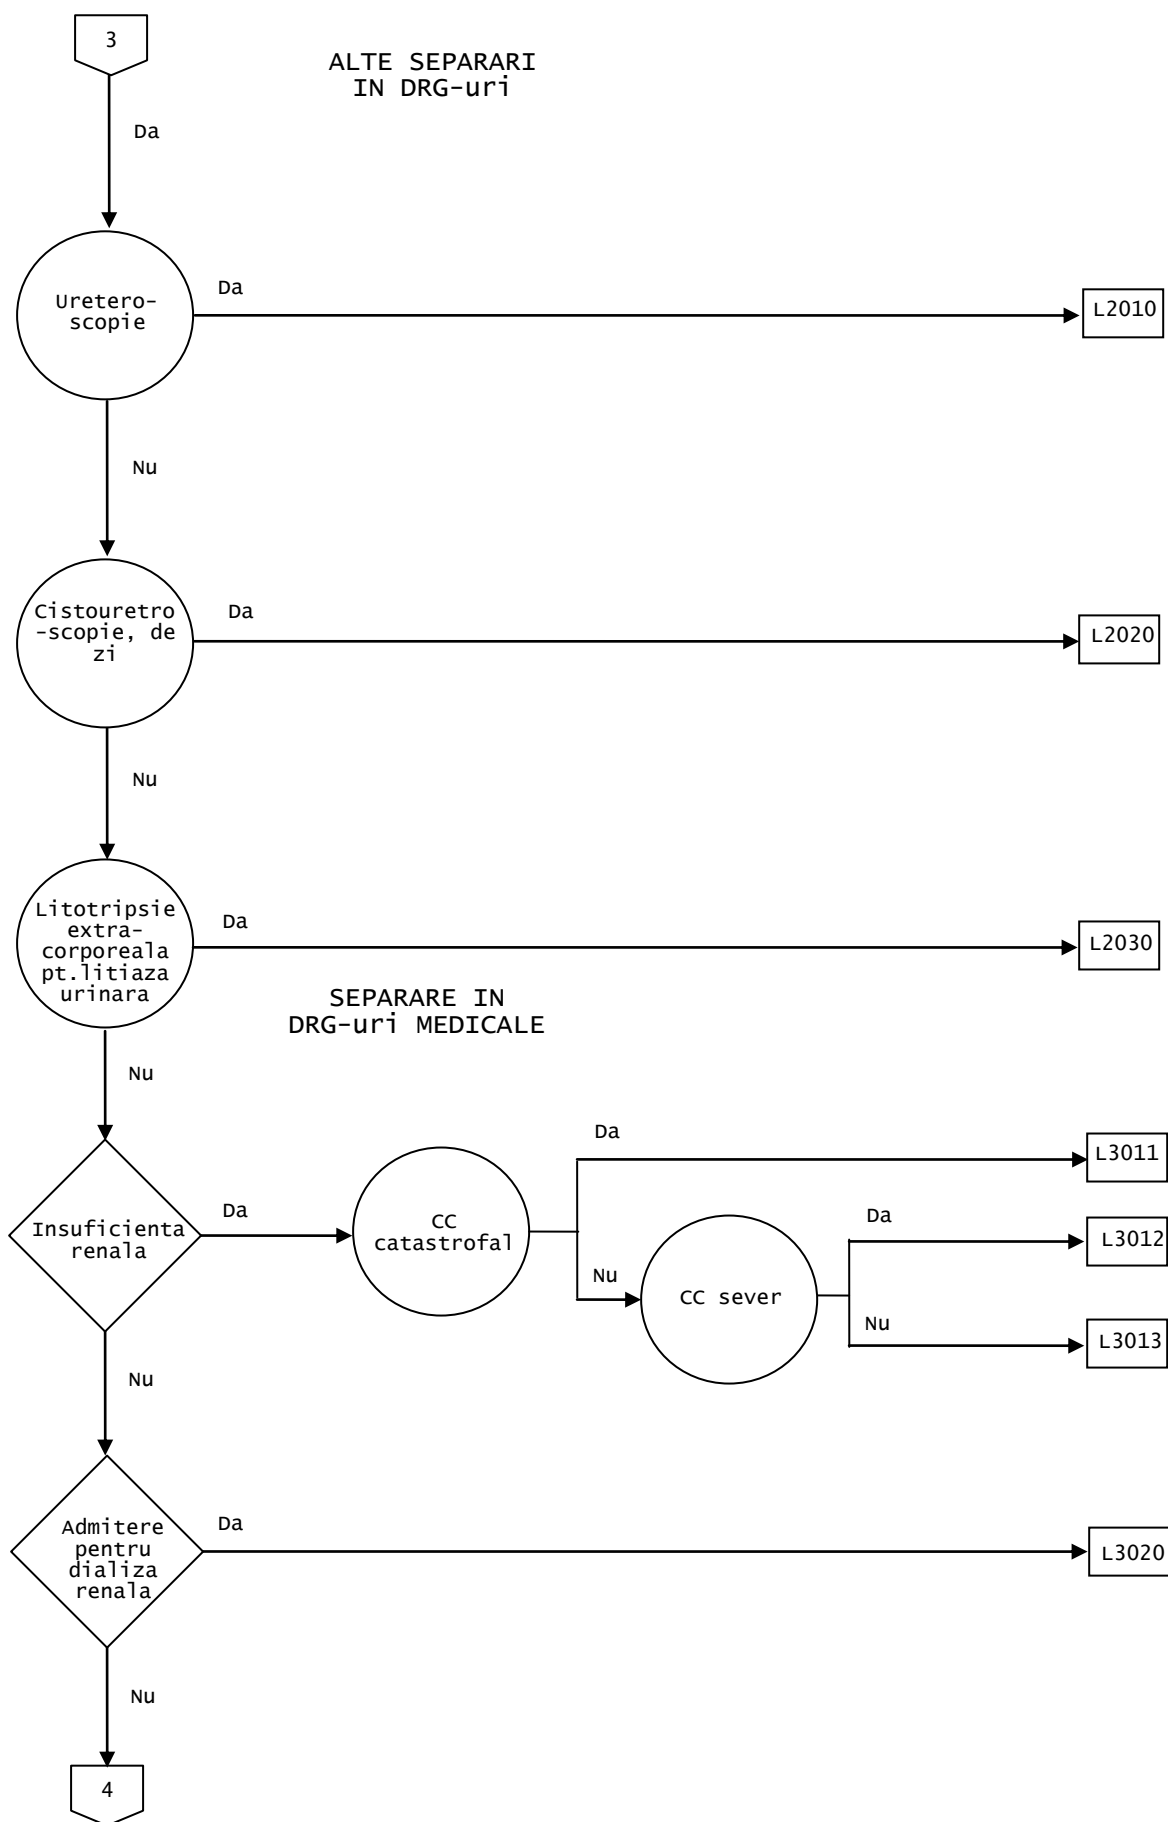 3
ALTE SEPARARI
IN DRG-uri
Da
Uretero-
scopie
Da
L2010
Nu
Cistouretro
-scopie, de
zi
Da
L2020
Nu
Litotripsie
extra-
corporeala
pt.litiaza
urinara
Da
L2030
SEPARARE IN
DRG-uri MEDICALE
Nu
Insuficienta
renala
Da
CC
catastrofal
Da
L3011
Nu
CC sever
Da
L3012
Nu
L3013
Nu
Admitere
pentru
dializa
renala
Da
L3020
Nu
4